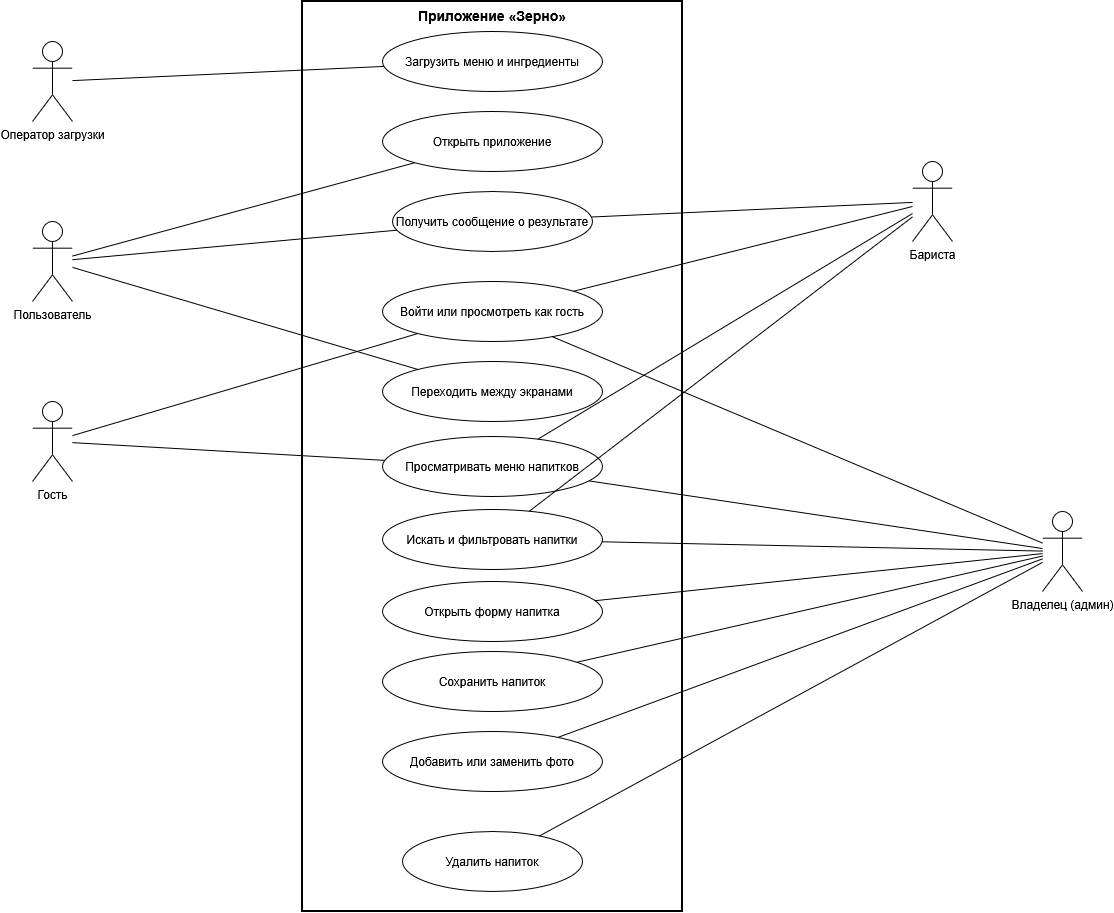 Приложение «Зерно»
Загрузить меню и ингредиенты
Оператор загрузки
Открыть приложение
Получить сообщение о результате
Бариста
Пользователь
Войти или просмотреть как гость
Переходить между экранами
Просматривать меню напитков
Гость
Искать и фильтровать напитки
Открыть форму напитка
Владелец (админ)
Сохранить напиток
Добавить или заменить фото
Удалить напиток